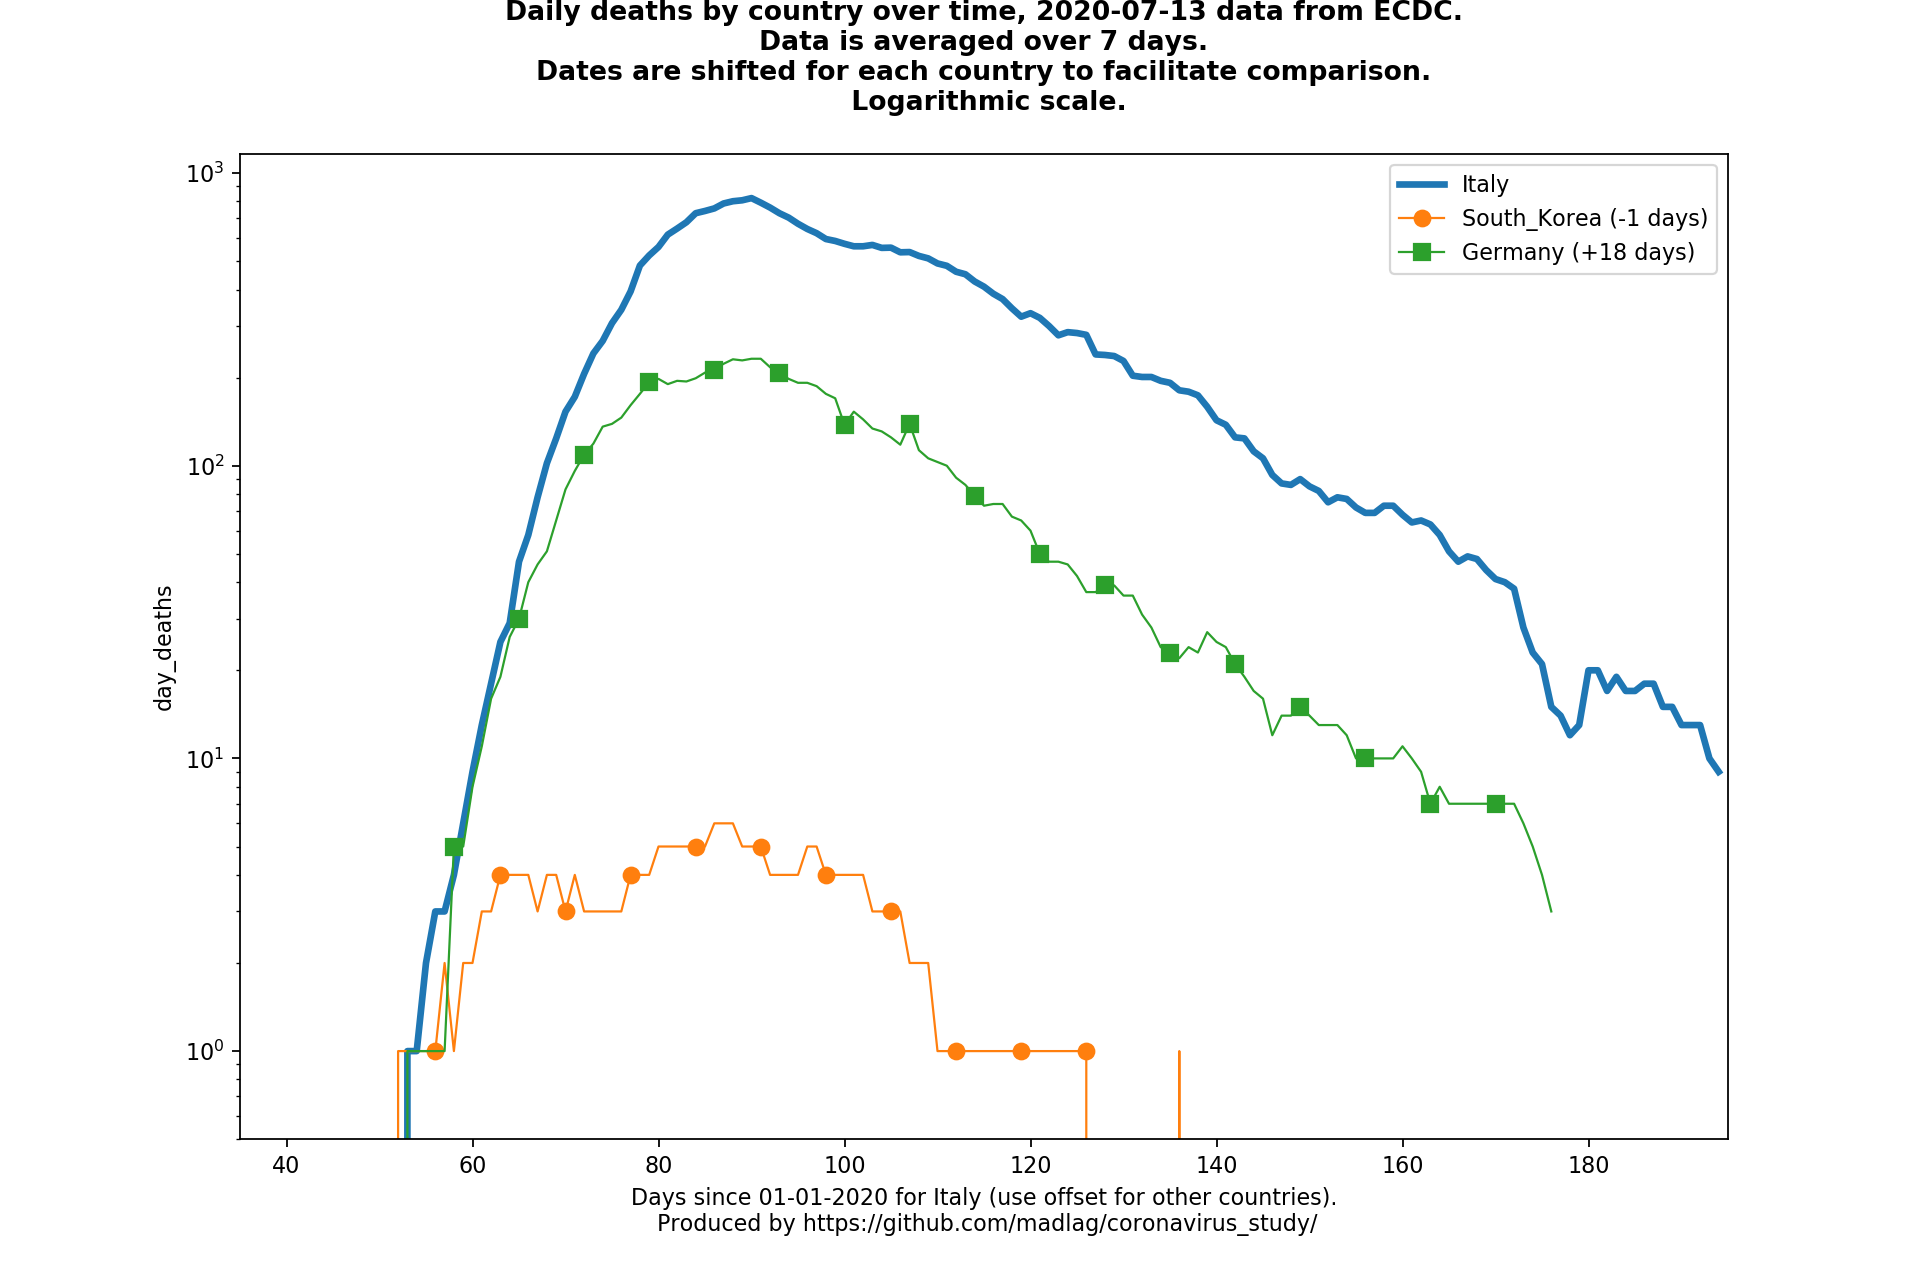 Daily deaths by country over time, 2020-07-13 data from ECDC.
Data is averaged over 7 days.
Dates are shifted for each country to facilitate comparison.
Logarithmic scale.
Italy
South_Korea (-1 days)
Germany (+18 days)
10³
10²
10¹
10⁰
day_deaths
40 60 80 100 120 140 160 180
Days since 01-01-2020 for Italy (use offset for other countries).
Produced by https://github.com/madlag/coronavirus_study/